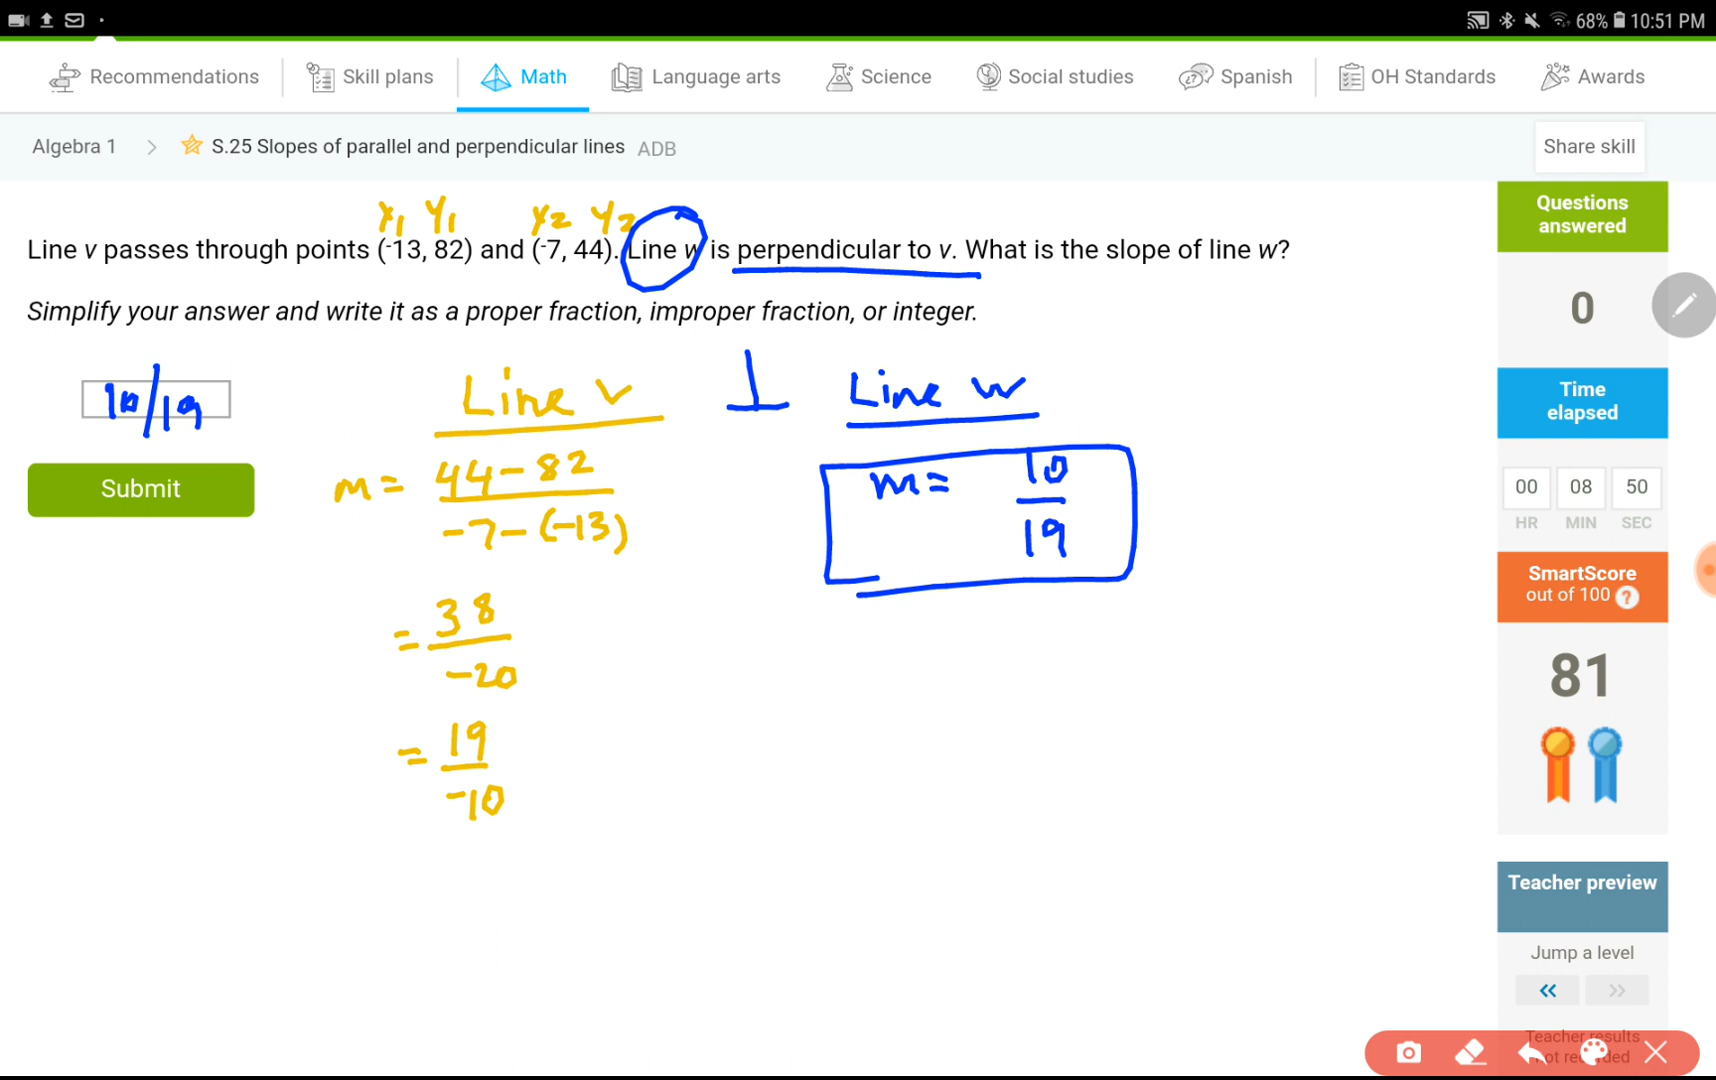 68% 10:51 PM
Recommendations Skill plans Math Language arts Science Social studies Spanish OH Standards Awards
Algebra 1 > S.25 Slopes of parallel and perpendicular lines ADB
Share skill
x1 y1 x2 y2
Line v passes through points (-13, 82) and (-7, 44). Line w is perpendicular to v. What is the slope of line w?
Simplify your answer and write it as a proper fraction, improper fraction, or integer.
10/19
Submit
Line v ⊥ Line w
m = 44-82
-7-(-13)
= 38
-20
= 19
-10
m = 10
19
Questions
answered
0
Time
elapsed
00 08 50
HR MIN SEC
SmartScore
out of 100 ?
81
Teacher preview
Jump a level
Teacher results
not recorded